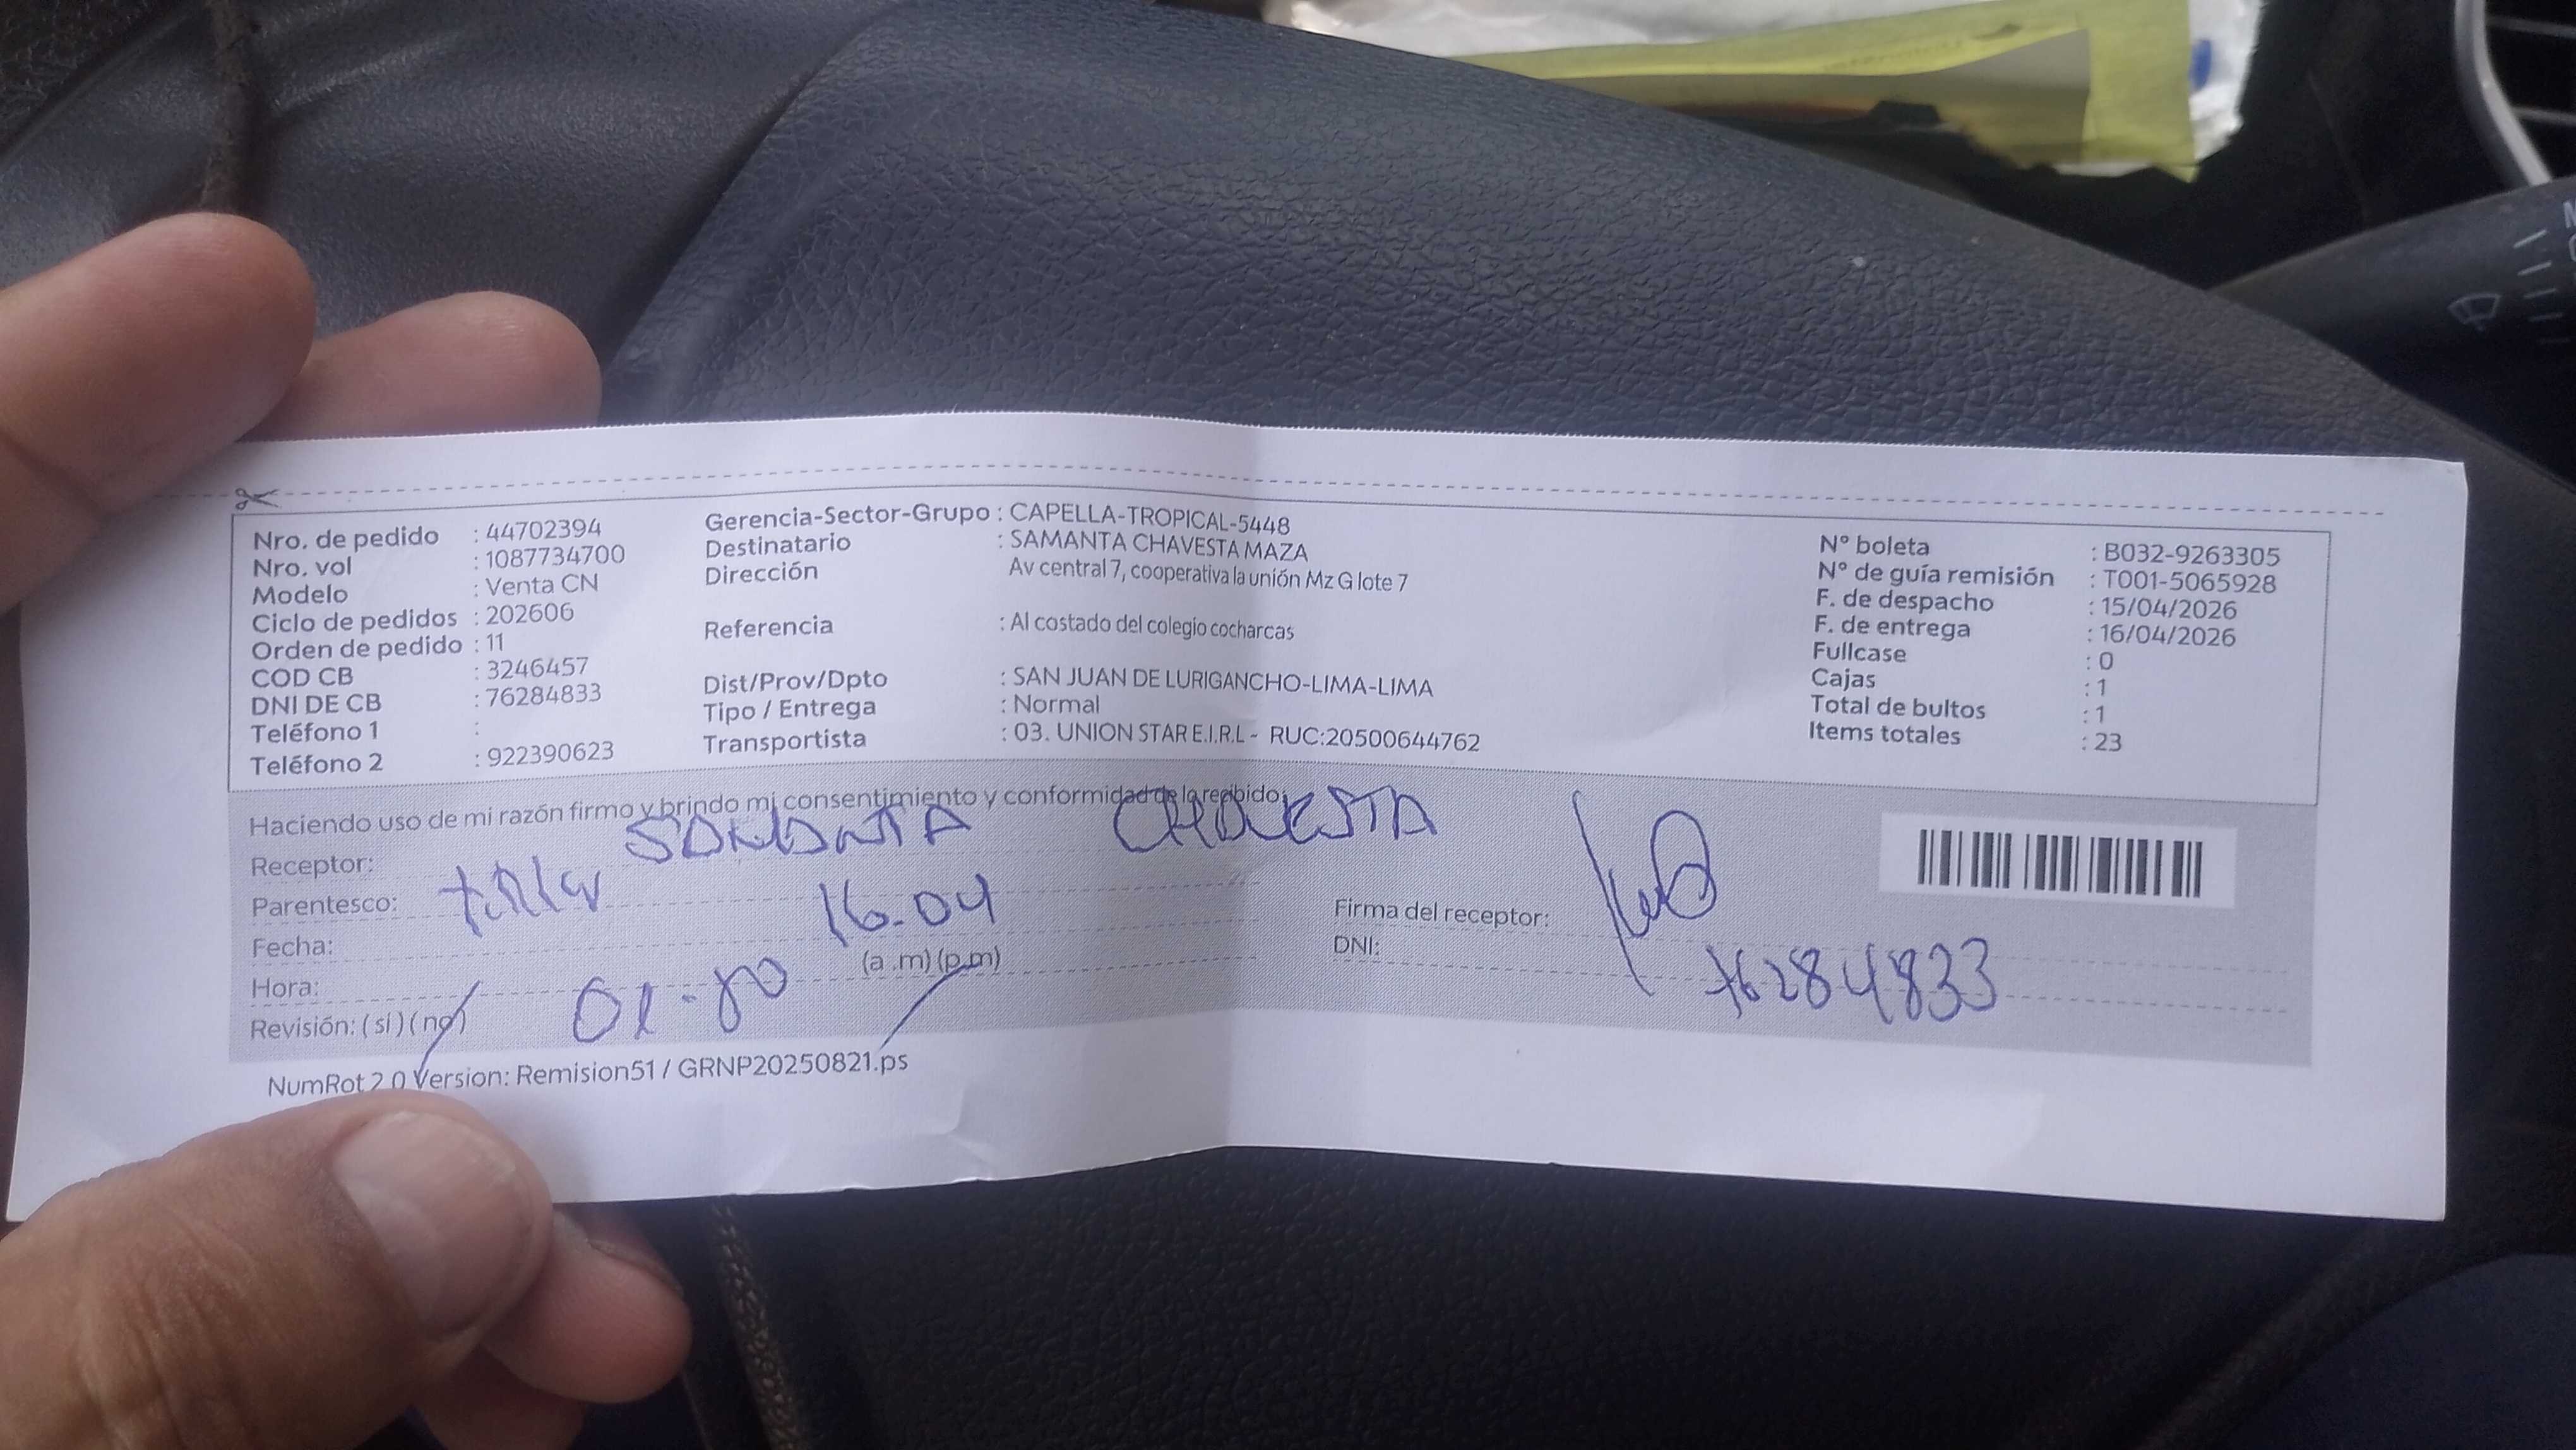 Nro. de pedido : 44702394
Nro. vol : 1087734700
Modelo : Venta CN
Ciclo de pedidos : 202606
Orden de pedido : 11
COD CB : 3246457
DNI DE CB : 76284833
Teléfono 1 :
Teléfono 2 : 922390623
Gerencia-Sector-Grupo : CAPELLA-TROPICAL-5448
Destinatario : SAMANTA CHAVESTA MAZA
Dirección Av central 7, cooperativa la unión Mz G lote 7
Referencia : Al costado del colegio cocharcas
Dist/Prov/Dpto : SAN JUAN DE LURIGANCHO-LIMA-LIMA
Tipo / Entrega : Normal
Transportista : 03. UNION STAR E.I.R.L - RUC:20500644762
N° boleta : B032-9263305
N° de guía remisión : T001-5065928
F. de despacho : 15/04/2026
F. de entrega : 16/04/2026
Fullcase : 0
Cajas : 1
Total de bultos : 1
Items totales : 23
Haciendo uso de mi razón firmo y brindo mi consentimiento y conformidad de lo recibido:
Receptor: SAMANTA CHAVESTA
Parentesco:
Fecha: 16.04
Hora: (a .m) (p.m)
Revisión: ( si ) ( no )
Firma del receptor:
DNI: 76284833
NumRot 2.0 Version: Remision51 / GRNP20250821.ps